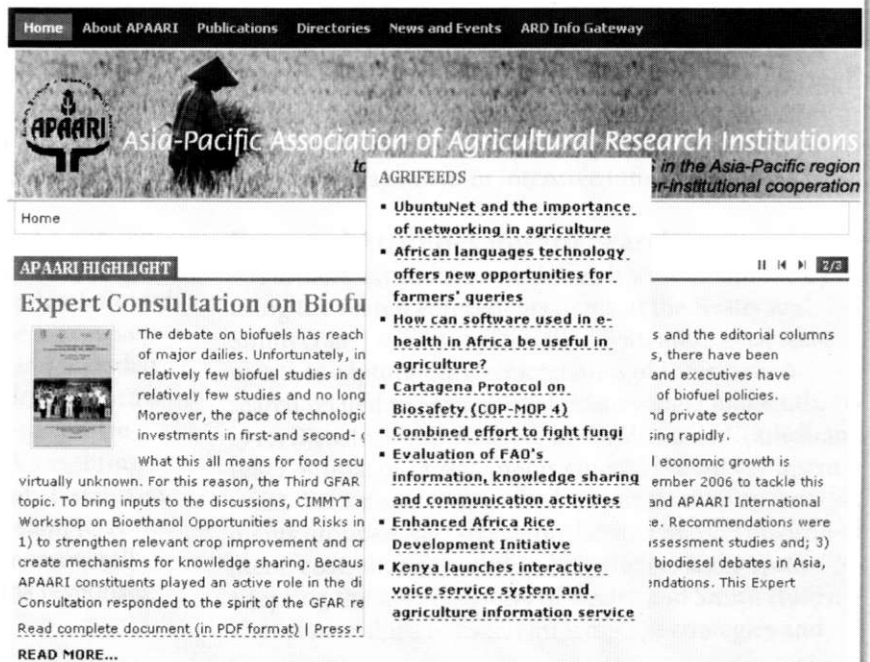 Home About APAARI Publications Directories News and Events ARD Info Gateway
APAARI
Asia-Pacific Association of Agricultural Research Institutions
in the Asia-Pacific region
er-institutional cooperation
Home
APAARI HIGHLIGHT
2/3
Expert Consultation on Biofu
The debate on biofuels has reach
of major dailies. Unfortunately, in
relatively few biofuel studies in de
relatively few studies and no long
Moreover, the pace of technologic
investments in first-and second-
What this all means for food secu
virtually unknown. For this reason, the Third GFAR
topic. To bring inputs to the discussions, CIMMYT a
Workshop on Bioethanol Opportunities and Risks in
1) to strengthen relevant crop improvement and cr
create mechanisms for knowledge sharing. Becaus
APAARI constituents played an active role in the di
Consultation responded to the spirit of the GFAR re
Read complete document (in PDF format) | Press r
READ MORE...
AGRIFEEDS
UbuntuNet and the importance
of networking in agriculture
African languages technology
offers new opportunities for
farmers' queries
How can software used in e-
health in Africa be useful in
agriculture?
Cartagena Protocol on
Biosafety (COP-MOP 4)
Combined effort to fight fungi
Evaluation of FAO's
information, knowledge sharing
and communication activities
Enhanced Africa Rice
Development Initiative
Kenya launches interactive
voice service system and
agriculture information service
s and the editorial columns
s, there have been
and executives have
of biofuel policies.
d private sector
sing rapidly.
l economic growth is
ember 2006 to tackle this
and APAARI International
e. Recommendations were
assessment studies and; 3)
biodiesel debates in Asia,
endations. This Expert